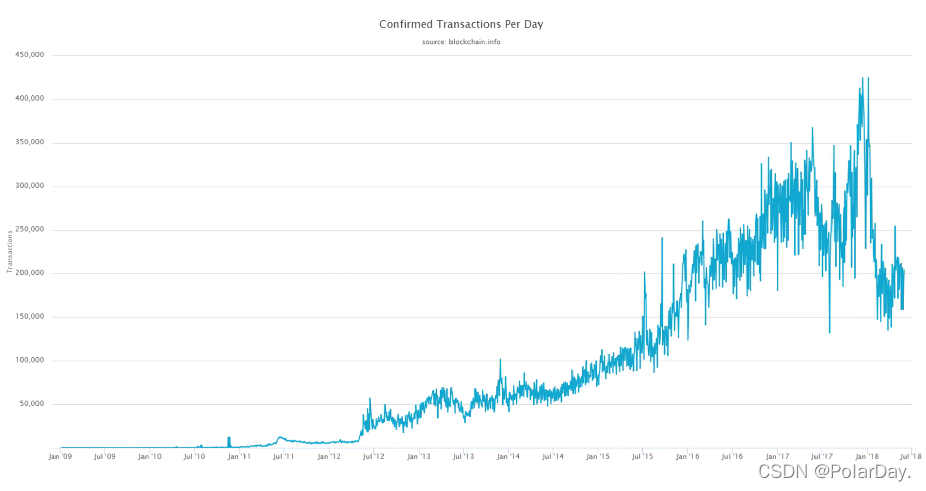 Confirmed Transactions Per Day
source: blockchain.info
450,000
400,000
350,000
300,000
250,000
200,000
150,000
100,000
50,000
Transactions
Jan '09 Jul '09 Jan '10 Jul '10 Jan '11 Jul '11 Jan '12 Jul '12 Jan '13 Jul '13 Jan '14 Jul '14 Jan '15 Jul '15 Jan '16 Jul '16 Jan '17 Jul '17 Jan '18 Jul '18
CSDN @PolarDay.